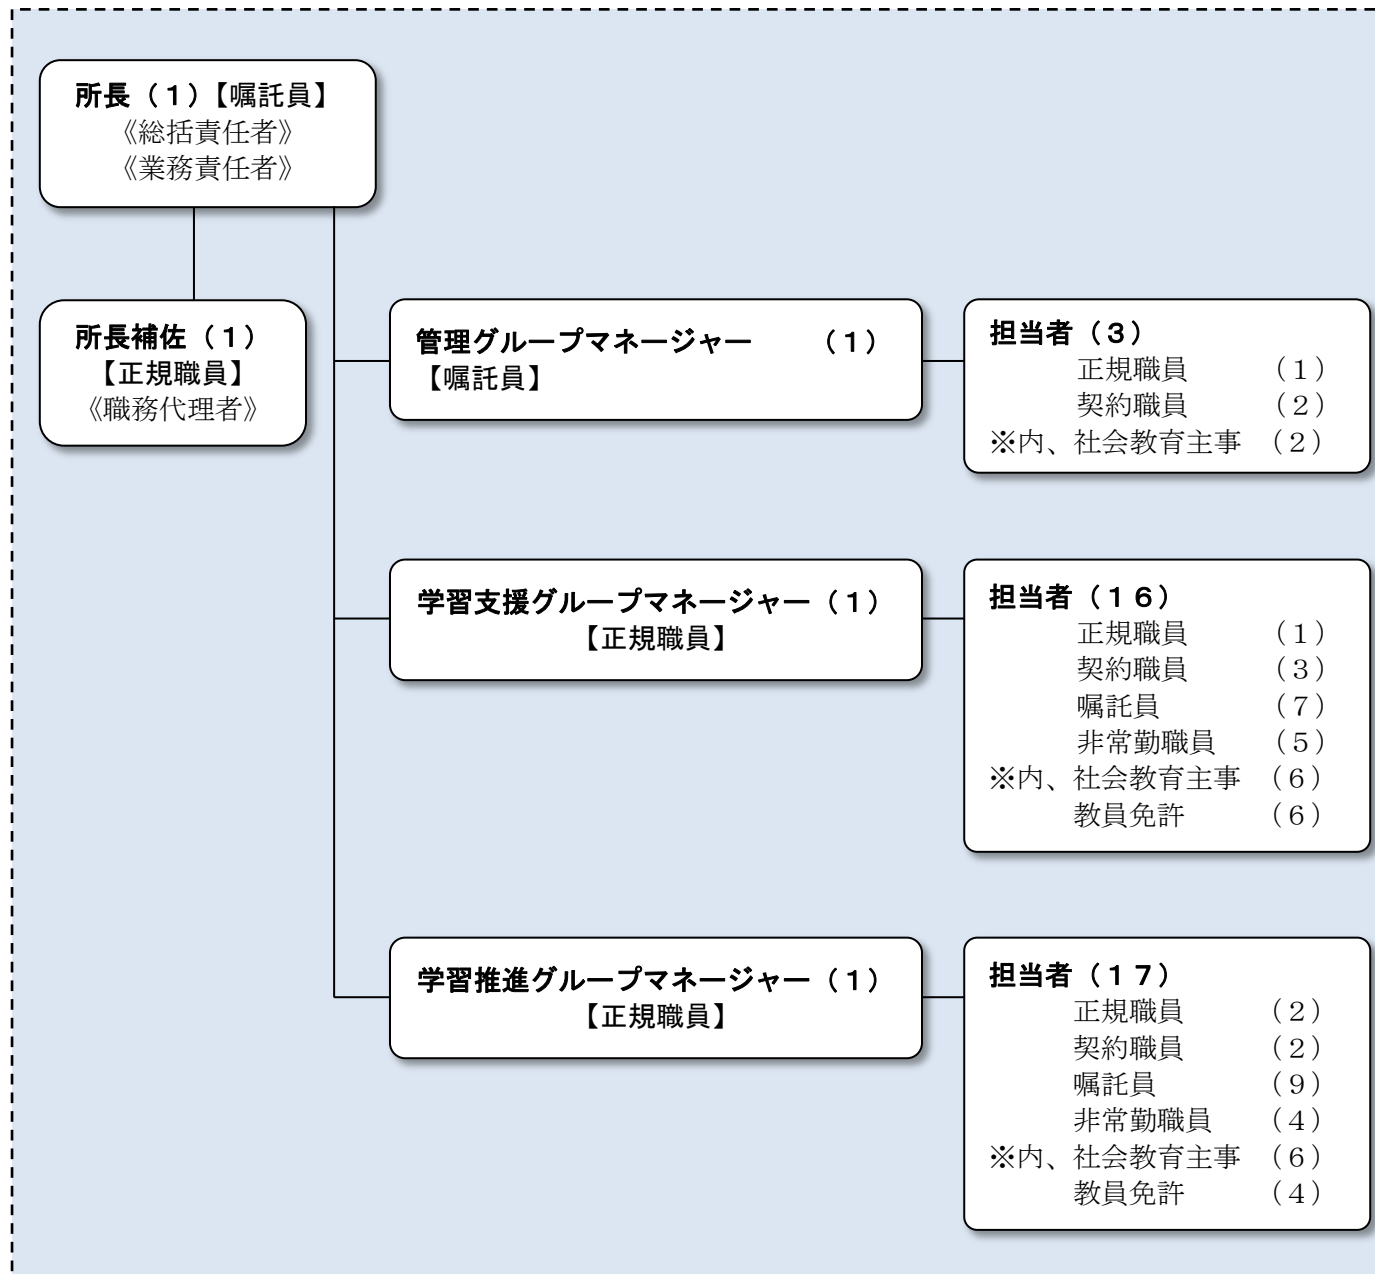 所長（１）【嘱託員】
《総括責任者》
《業務責任者》
所長補佐（１）
【正規職員】
《職務代理者》
管理グループマネージャー　　（１）
【嘱託員】
担当者（３）
正規職員　　　（１）
契約職員　　　（２）
※内、社会教育主事　（２）
学習支援グループマネージャー（１）
【正規職員】
担当者（１６）
正規職員　　　（１）
契約職員　　　（３）
嘱託員　　　　（７）
非常勤職員　　（５）
※内、社会教育主事　（６）
教員免許　　　（６）
学習推進グループマネージャー（１）
【正規職員】
担当者（１７）
正規職員　　　（２）
契約職員　　　（２）
嘱託員　　　　（９）
非常勤職員　　（４）
※内、社会教育主事　（６）
教員免許　　　（４）